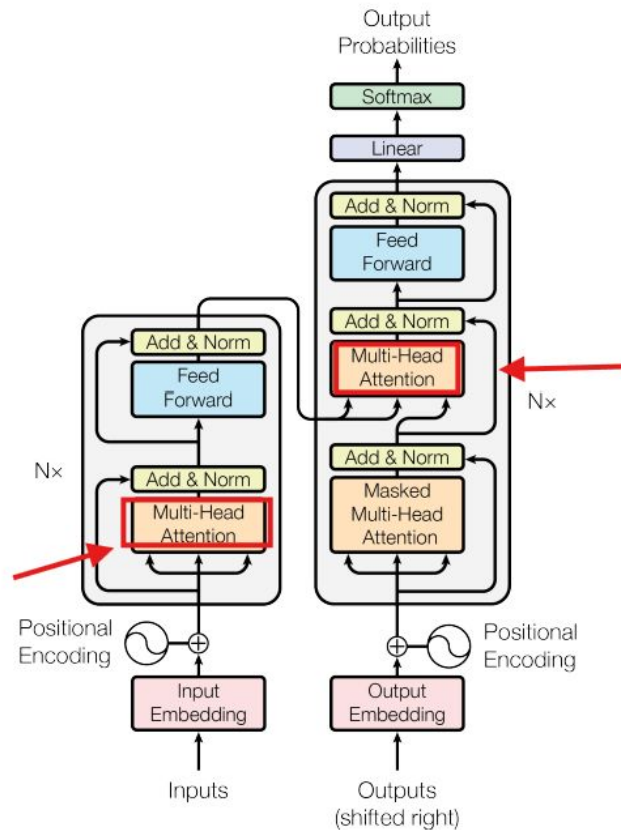 Output
Probabilities
Softmax
Linear
Add & Norm
Feed
Forward
Add & Norm
Multi-Head
Attention
Nx
Add & Norm
Masked
Multi-Head
Attention
Add & Norm
Feed
Forward
Nx
Add & Norm
Multi-Head
Attention
Positional
Encoding
Positional
Encoding
Input
Embedding
Output
Embedding
Inputs
Outputs
(shifted right)